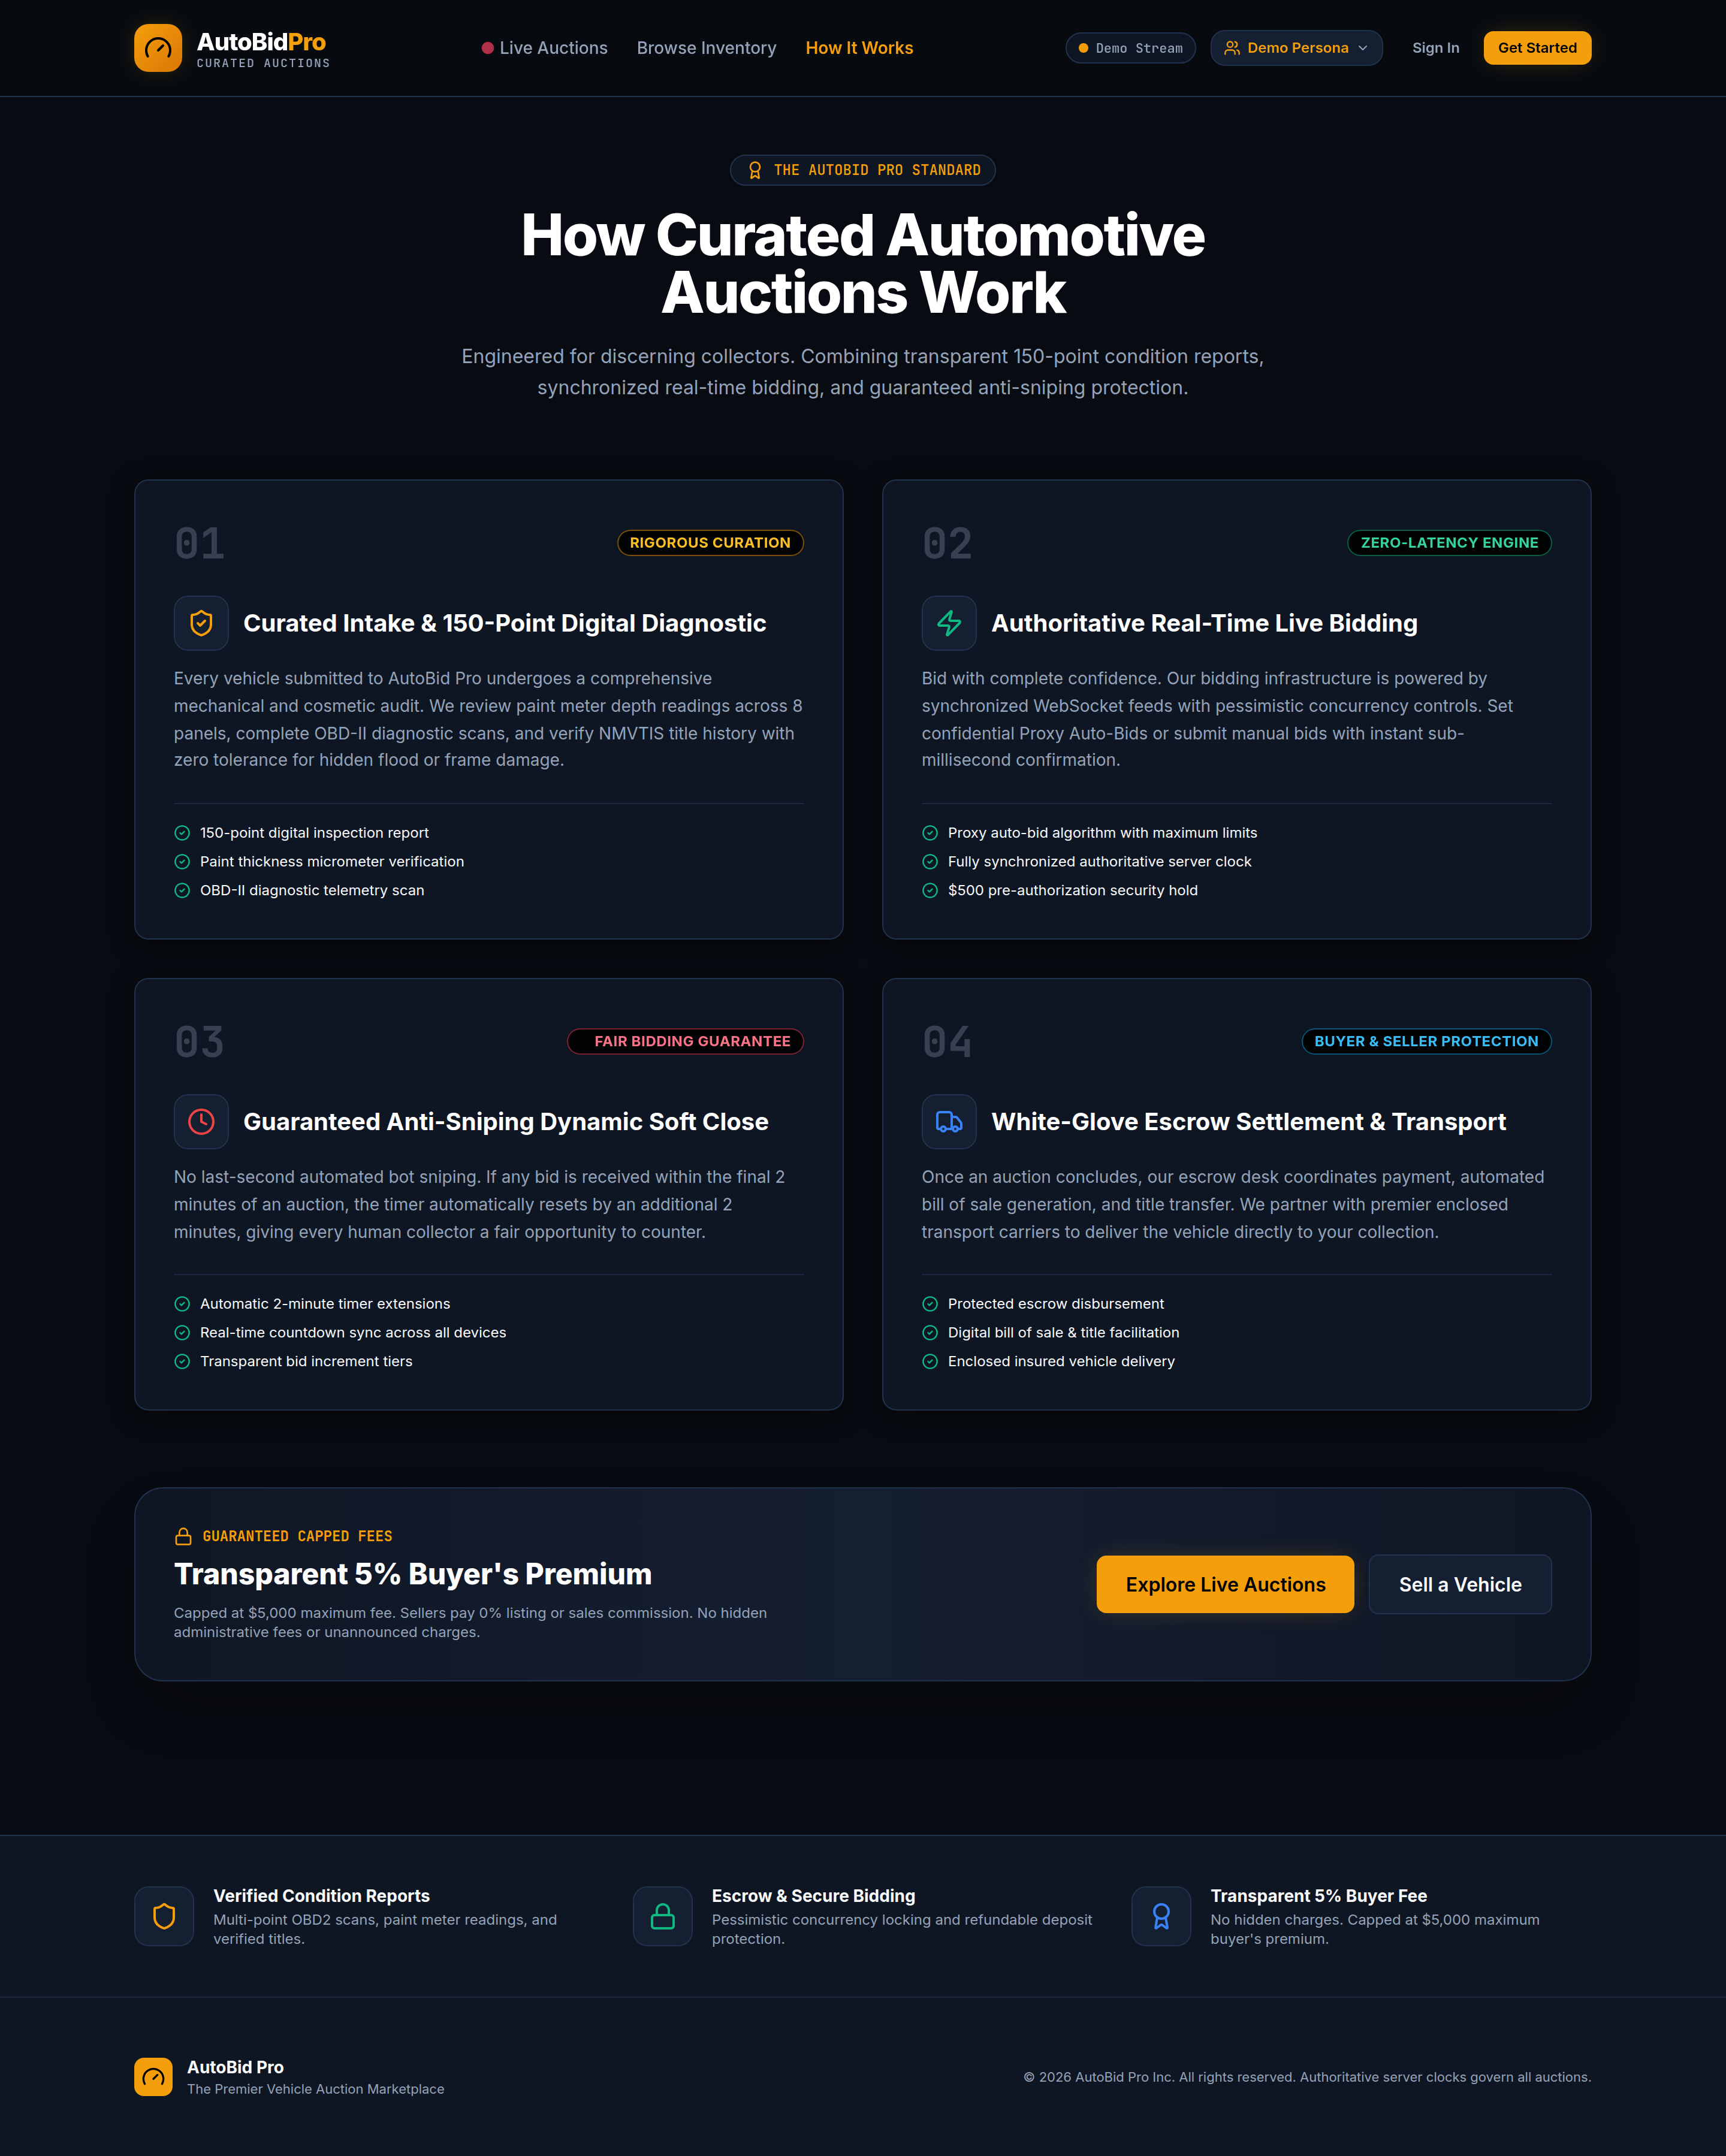 AutoBidPro
CURATED AUCTIONS
Live Auctions
Browse Inventory
How It Works
Demo Stream
Demo Persona
Sign In
Get Started
THE AUTOBID PRO STANDARD
How Curated Automotive
Auctions Work
Engineered for discerning collectors. Combining transparent 150-point condition reports,
synchronized real-time bidding, and guaranteed anti-sniping protection.
01
RIGOROUS CURATION
Curated Intake & 150-Point Digital Diagnostic
Every vehicle submitted to AutoBid Pro undergoes a comprehensive
mechanical and cosmetic audit. We review paint meter depth readings across 8
panels, complete OBD-II diagnostic scans, and verify NMVTIS title history with
zero tolerance for hidden flood or frame damage.
150-point digital inspection report
Paint thickness micrometer verification
OBD-II diagnostic telemetry scan
02
ZERO-LATENCY ENGINE
Authoritative Real-Time Live Bidding
Bid with complete confidence. Our bidding infrastructure is powered by
synchronized WebSocket feeds with pessimistic concurrency controls. Set
confidential Proxy Auto-Bids or submit manual bids with instant sub-
millisecond confirmation.
Proxy auto-bid algorithm with maximum limits
Fully synchronized authoritative server clock
$500 pre-authorization security hold
03
FAIR BIDDING GUARANTEE
Guaranteed Anti-Sniping Dynamic Soft Close
No last-second automated bot sniping. If any bid is received within the final 2
minutes of an auction, the timer automatically resets by an additional 2
minutes, giving every human collector a fair opportunity to counter.
Automatic 2-minute timer extensions
Real-time countdown sync across all devices
Transparent bid increment tiers
04
BUYER & SELLER PROTECTION
White-Glove Escrow Settlement & Transport
Once an auction concludes, our escrow desk coordinates payment, automated
bill of sale generation, and title transfer. We partner with premier enclosed
transport carriers to deliver the vehicle directly to your collection.
Protected escrow disbursement
Digital bill of sale & title facilitation
Enclosed insured vehicle delivery
GUARANTEED CAPPED FEES
Transparent 5% Buyer's Premium
Capped at $5,000 maximum fee. Sellers pay 0% listing or sales commission. No hidden
administrative fees or unannounced charges.
Explore Live Auctions
Sell a Vehicle
Verified Condition Reports
Multi-point OBD2 scans, paint meter readings, and
verified titles.
Escrow & Secure Bidding
Pessimistic concurrency locking and refundable deposit
protection.
Transparent 5% Buyer Fee
No hidden charges. Capped at $5,000 maximum
buyer's premium.
AutoBid Pro
The Premier Vehicle Auction Marketplace
© 2026 AutoBid Pro Inc. All rights reserved. Authoritative server clocks govern all auctions.